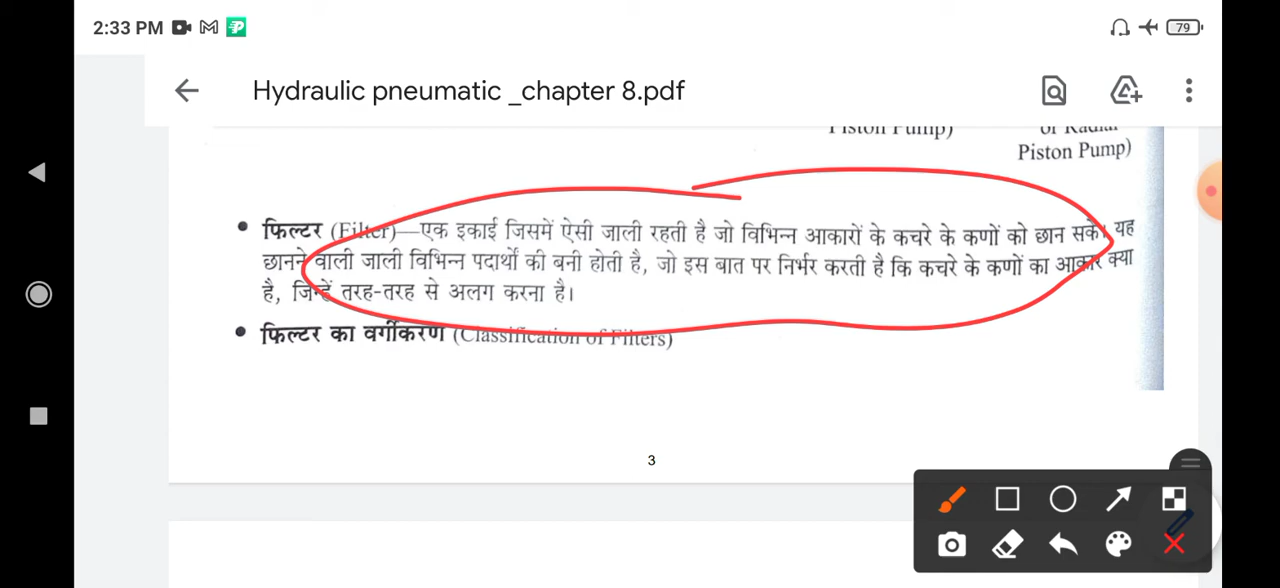 2:33 PM
79
Hydraulic pneumatic _chapter 8.pdf
Piston Pump)
of Radial
Piston Pump)
• फिल्टर (Filter)—एक इकाई जिसमें ऐसी जाली रहती है जो विभिन्न आकारों के कचरे के कणों को छान सकें। यह
छानने वाली जाली विभिन्न पदार्थो की बनी होती है, जो इस बात पर निर्भर करती है कि कचरे के कणों का आकार क्या
है, जिन्हें तरह-तरह से अलग करना है।
• फिल्टर का वर्गीकरण (Classification of Filters)
3